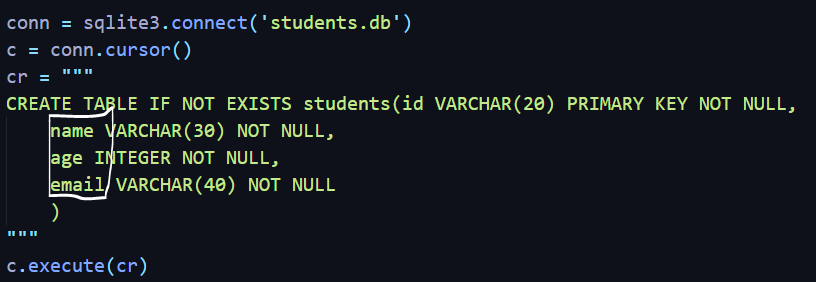 conn = sqlite3.connect('students.db')
c = conn.cursor()
cr = """
CREATE TABLE IF NOT EXISTS students(id VARCHAR(20) PRIMARY KEY NOT NULL,
    name VARCHAR(30) NOT NULL,
    age INTEGER NOT NULL,
    email VARCHAR(40) NOT NULL
    )
"""
c.execute(cr)